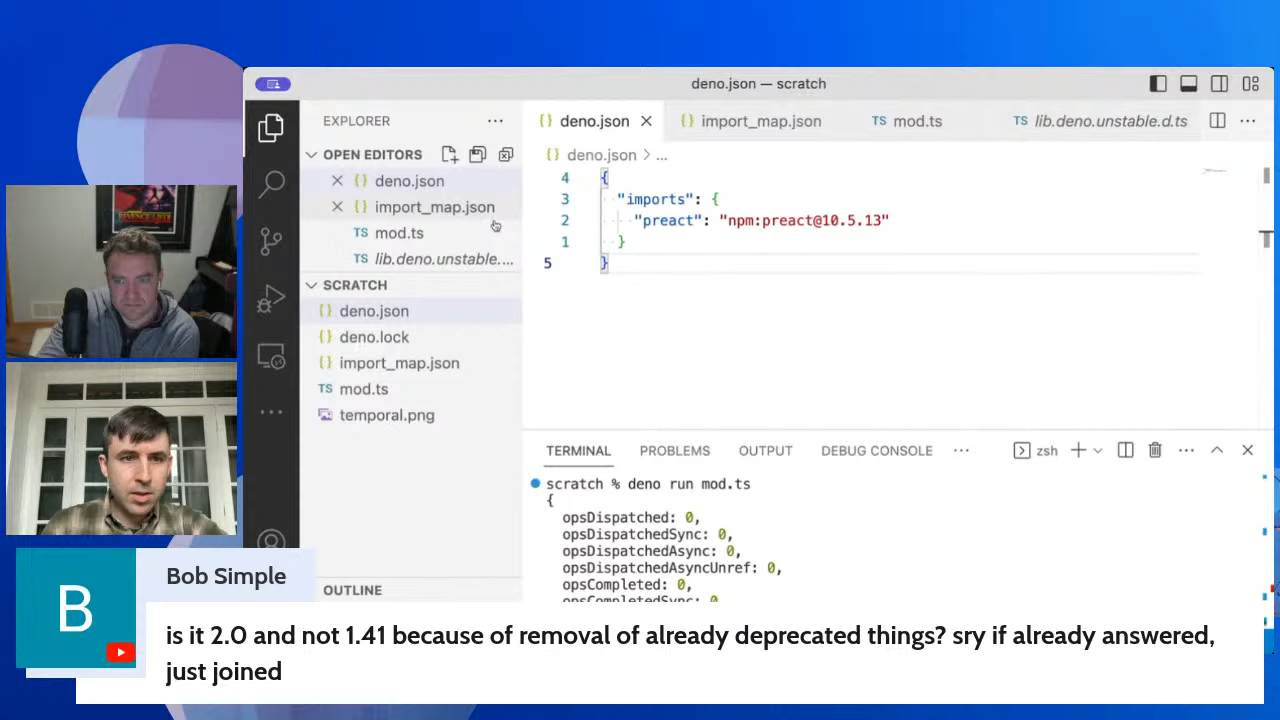 deno.json — scratch
EXPLORER
OPEN EDITORS
deno.json
import_map.json
mod.ts
lib.deno.unstable....
SCRATCH
deno.json
deno.lock
import_map.json
mod.ts
temporal.png
OUTLINE
deno.json
import_map.json
TS mod.ts
TS lib.deno.unstable.d.ts
{} deno.json > ...
4 {
3 "imports": {
2 "preact": "npm:preact@10.5.13"
1 }
5 }
TERMINAL PROBLEMS OUTPUT DEBUG CONSOLE
zsh
scratch % deno run mod.ts
{
opsDispatched: 0,
opsDispatchedSync: 0,
opsDispatchedAsync: 0,
opsDispatchedAsyncUnref: 0,
opsCompleted: 0,
opsCompletedSync: 0
B
Bob Simple
is it 2.0 and not 1.41 because of removal of already deprecated things? sry if already answered,
just joined